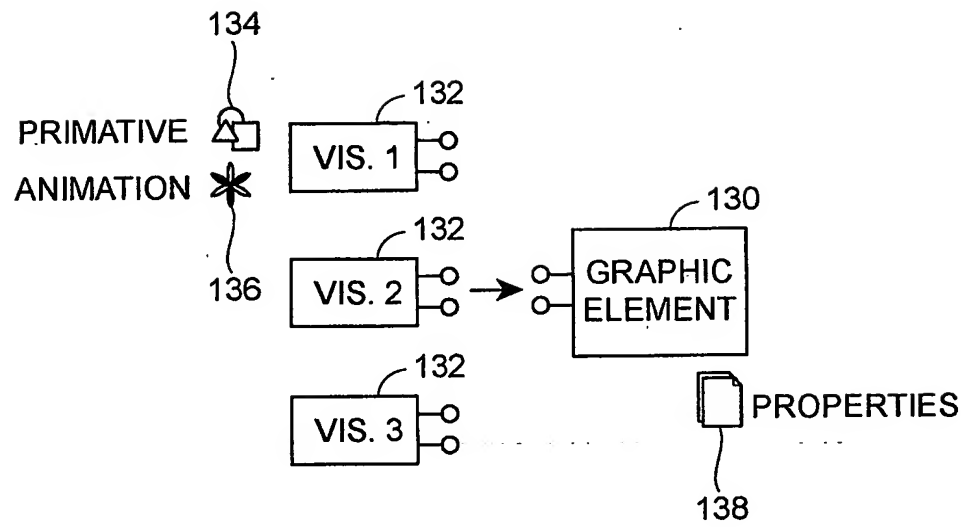 134
132
PRIMATIVE
VIS. 1
ANIMATION
132
130
136
VIS. 2
GRAPHIC
ELEMENT
132
VIS. 3
PROPERTIES
138